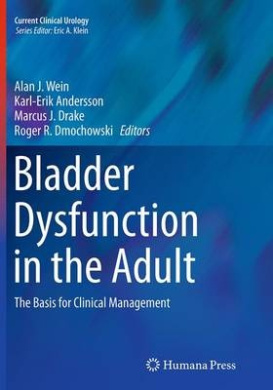 Current Clinical Urology
Series Editor: Eric A. Klein
Alan J. Wein
Karl-Erik Andersson
Marcus J. Drake
Roger R. Dmochowski Editors
Bladder
Dysfunction
in the Adult
The Basis for Clinical Management
Humana Press